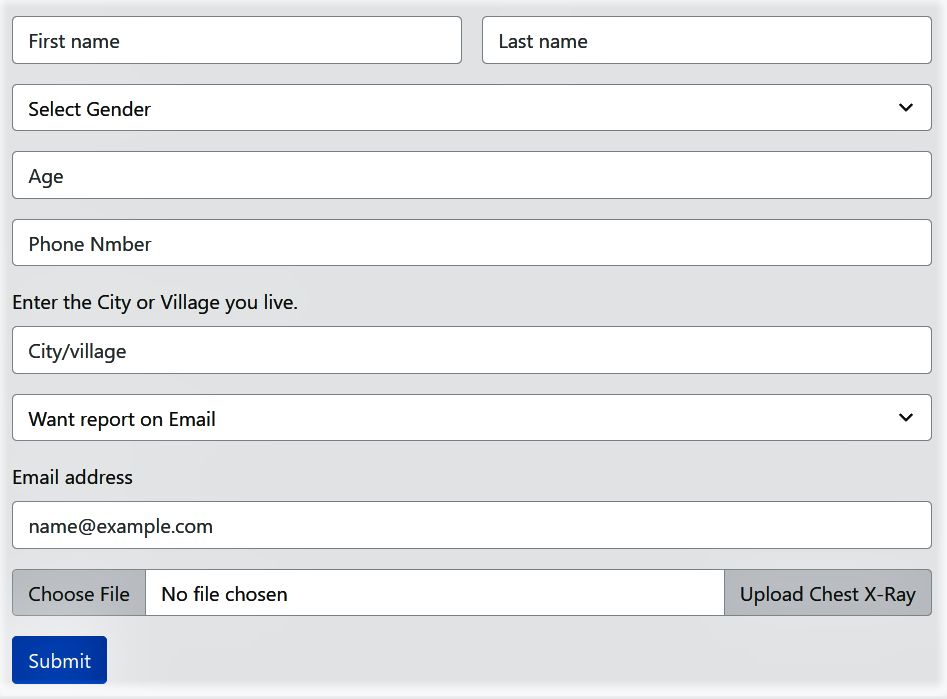 First name Last name
Select Gender
Age
Phone Nmber
Enter the City or Village you live.
City/village
Want report on Email
Email address
name@example.com
Choose File No file chosen Upload Chest X-Ray
Submit